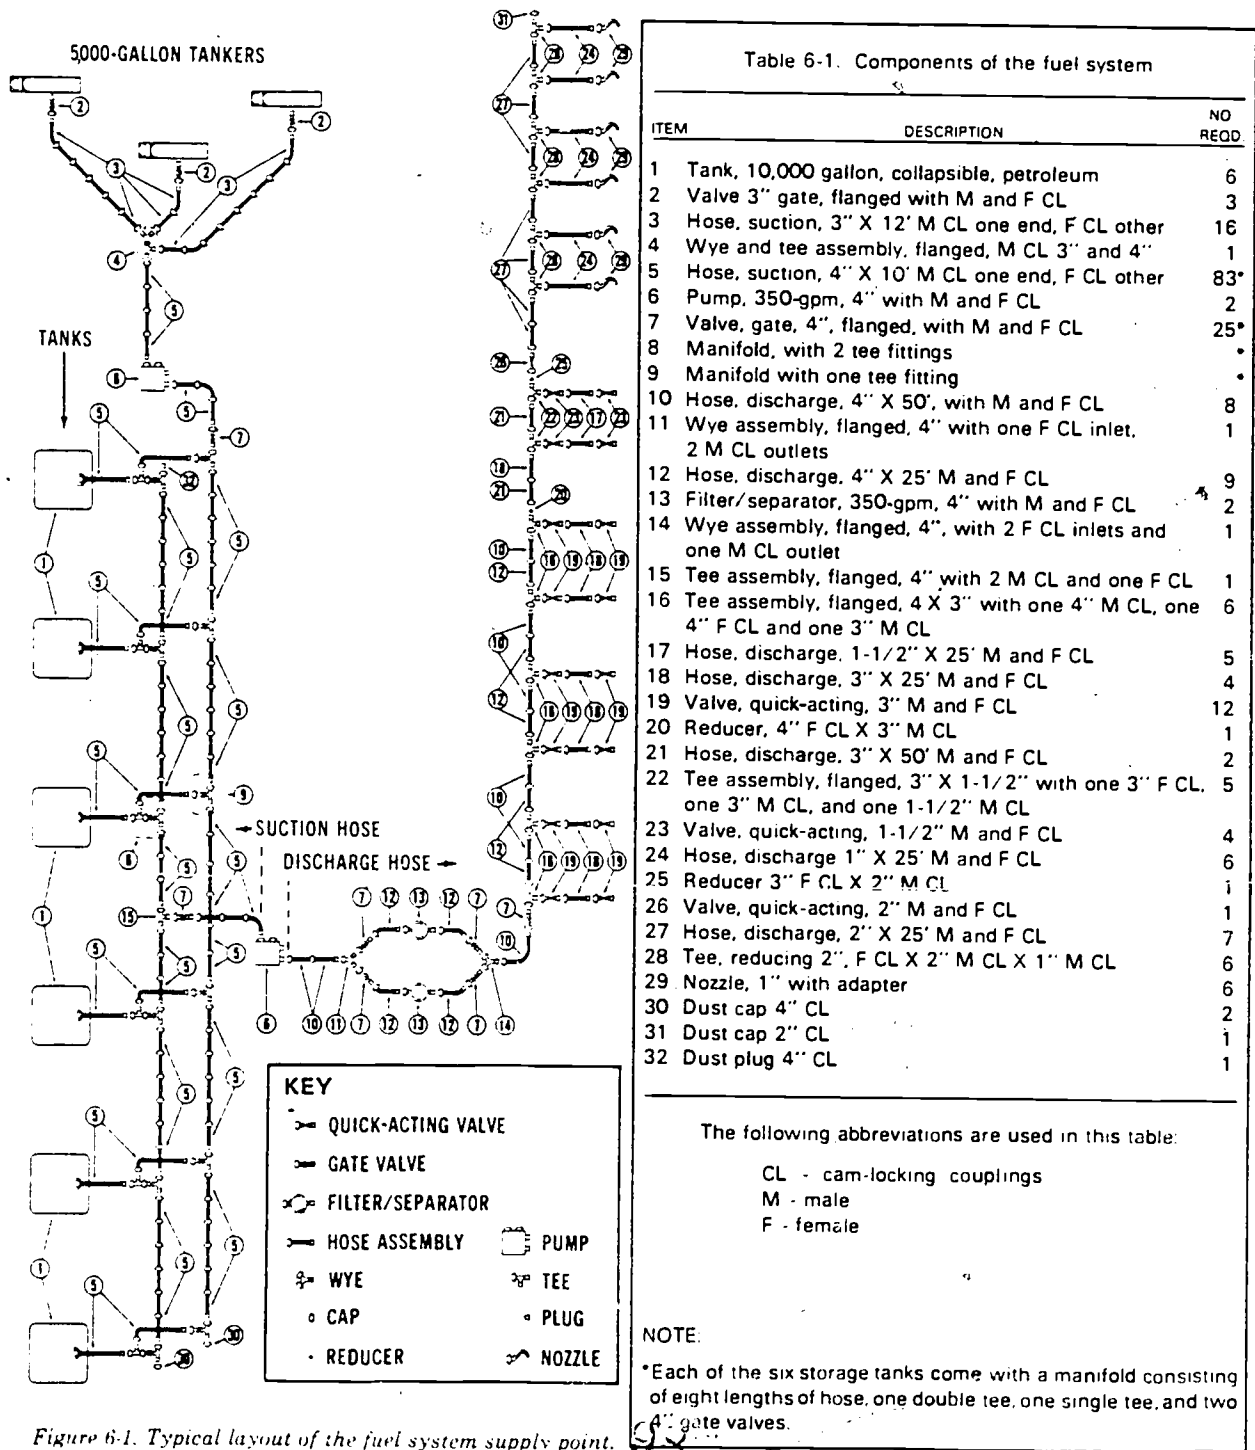 5,000-GALLON TANKERS
TANKS
SUCTION HOSE
DISCHARGE HOSE
KEY
QUICK-ACTING VALVE
GATE VALVE
FILTER/SEPARATOR
HOSE ASSEMBLY
PUMP
WYE
TEE
CAP
PLUG
REDUCER
NOZZLE
Figure 6-1. Typical layout of the fuel system supply point.
Table 6-1. Components of the fuel system
ITEM DESCRIPTION NO REQD.
1 Tank, 10,000 gallon, collapsible, petroleum 6
2 Valve 3" gate, flanged with M and F CL 3
3 Hose, suction, 3" X 12' M CL one end, F CL other 16
4 Wye and tee assembly, flanged, M CL 3" and 4" 1
5 Hose, suction, 4" X 10' M CL one end, F CL other 83*
6 Pump, 350-gpm, 4" with M and F CL 2
7 Valve, gate, 4", flanged, with M and F CL 25*
8 Manifold, with 2 tee fittings *
9 Manifold with one tee fitting *
10 Hose, discharge, 4" X 50', with M and F CL 8
11 Wye assembly, flanged, 4" with one F CL inlet, 1
2 M CL outlets
12 Hose, discharge, 4" X 25' M and F CL 9
13 Filter/separator, 350-gpm, 4" with M and F CL 2
14 Wye assembly, flanged, 4", with 2 F CL inlets and 1
one M CL outlet
15 Tee assembly, flanged, 4" with 2 M CL and one F CL 1
16 Tee assembly, flanged, 4 X 3" with one 4" M CL, one 6
4" F CL and one 3" M CL
17 Hose, discharge, 1-1/2" X 25' M and F CL 5
18 Hose, discharge, 3" X 25' M and F CL 4
19 Valve, quick-acting, 3" M and F CL 12
20 Reducer, 4" F CL X 3" M CL 1
21 Hose, discharge, 3" X 50' M and F CL 2
22 Tee assembly, flanged, 3" X 1-1/2" with one 3" F CL, 5
one 3" M CL, and one 1-1/2" M CL
23 Valve, quick-acting, 1-1/2" M and F CL 4
24 Hose, discharge 1" X 25' M and F CL 6
25 Reducer 3" F CL X 2" M CL 1
26 Valve, quick-acting, 2" M and F CL 1
27 Hose, discharge, 2" X 25' M and F CL 7
28 Tee, reducing 2", F CL X 2" M CL X 1" M CL 6
29 Nozzle, 1" with adapter 6
30 Dust cap 4" CL 2
31 Dust cap 2" CL 1
32 Dust plug 4" CL 1
The following abbreviations are used in this table:
CL - cam-locking couplings
M - male
F - female
NOTE:
*Each of the six storage tanks come with a manifold consisting
of eight lengths of hose, one double tee, one single tee, and two
4" gate valves.